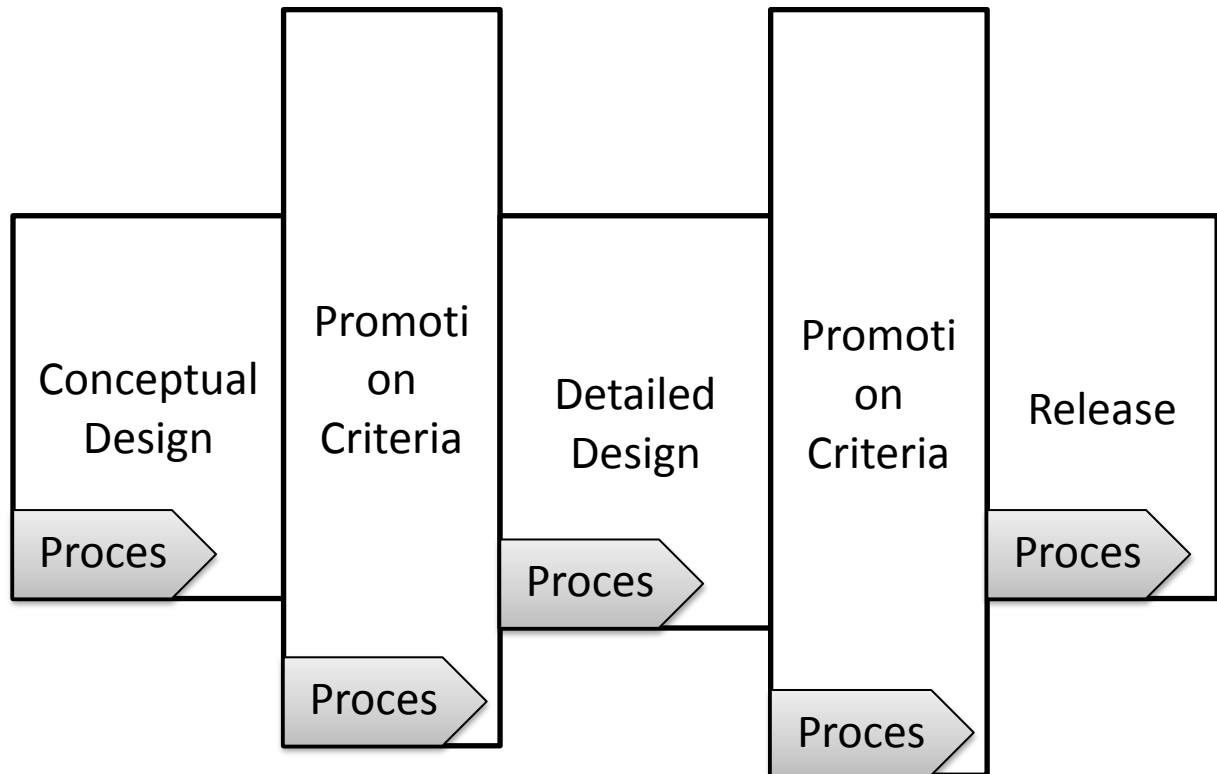 Conceptual
Design
Proces
Promoti
on
Criteria
Proces
Detailed
Design
Proces
Promoti
on
Criteria
Proces
Release
Proces